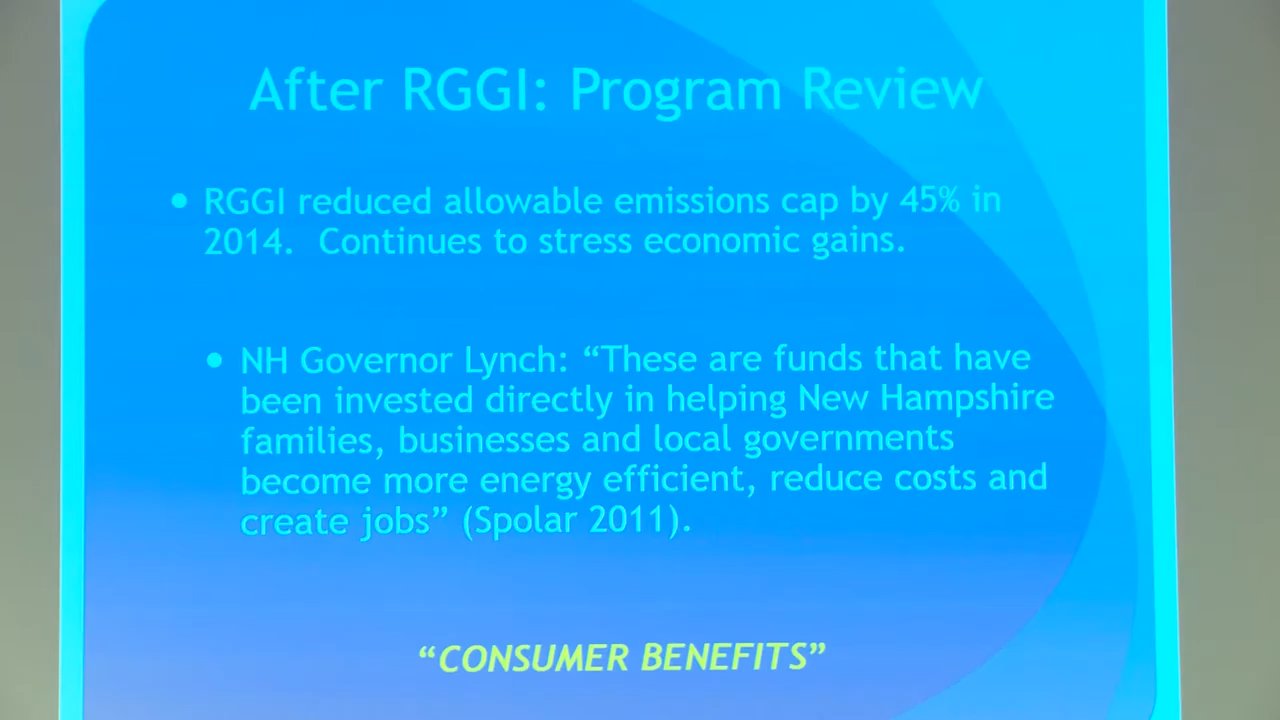 After RGGI: Program Review
• RGGI reduced allowable emissions cap by 45% in
2014. Continues to stress economic gains.
• NH Governor Lynch: “These are funds that have
been invested directly in helping New Hampshire
families, businesses and local governments
become more energy efficient, reduce costs and
create jobs” (Spolar 2011).
“CONSUMER BENEFITS”